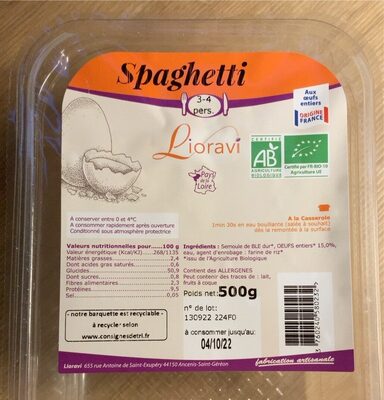 Spaghetti
3-4
pers.
Aux
œufs
entiers
ORIGINE
FRANCE
Lioravi
Pays
de la
Loire
CERTIFIÉ
AB
AGRICULTURE
BIOLOGIQUE
Certifié par FR-BIO-10
Agriculture UE
A la Casserole
1min 30s en eau bouillante (salée à souhait)
dès la remontée à la surface
A conserver entre 0 et 4°C
A consommer rapidement après ouverture
Conditionné sous atmosphère protectrice
Valeurs nutritionnelles pour.....100 g
Valeur énergétique (Kcal/KJ).....268/1135
Matières grasses 2,4
Dont acides gras saturés 0,6
Glucides 50,9
Dont sucres 0,8
Fibres alimentaires 2,3
Protéines 9,5
Sel 0,05
Ingrédients : Semoule de BLE dur*, OEUFS entiers* 15,0%,
eau, agent d'enrobage : farine de riz*
*issu de l'Agriculture Biologique
Contient des ALLERGENES
Peut contenir des traces de : lait,
fruits à coque
Poids net: 500g
n° de lot:
130922 224F0
à consommer jusqu'au:
04/10/22
- notre barquette est recyclable -
à recycler selon
www.consignesdetri.fr
Lioravi 655 rue Antoine de Saint-Exupéry 44150 Ancenis-Saint-Géréon
fabrication artisanale